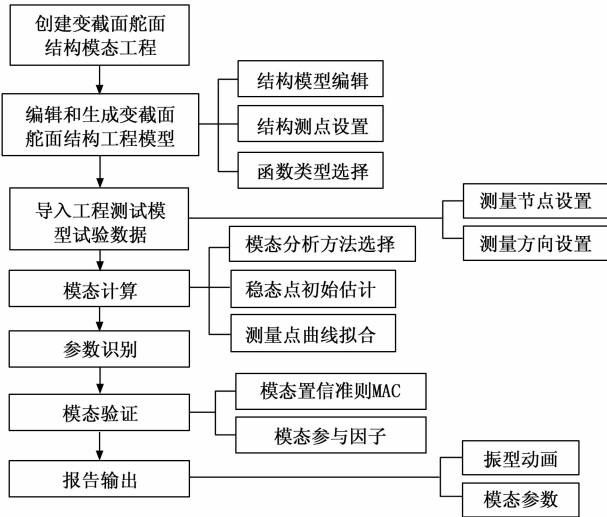 创建变截面舵面
结构模态工程
结构模型编辑
编辑和生成变截面
舵面结构工程模型
结构测点设置
函数类型选择
导入工程测试模
型试验数据
测量节点设置
测量方向设置
模态分析方法选择
模态计算
稳态点初始估计
测量点曲线拟合
参数识别
模态置信准则MAC
模态验证
模态参与因子
振型动画
报告输出
模态参数